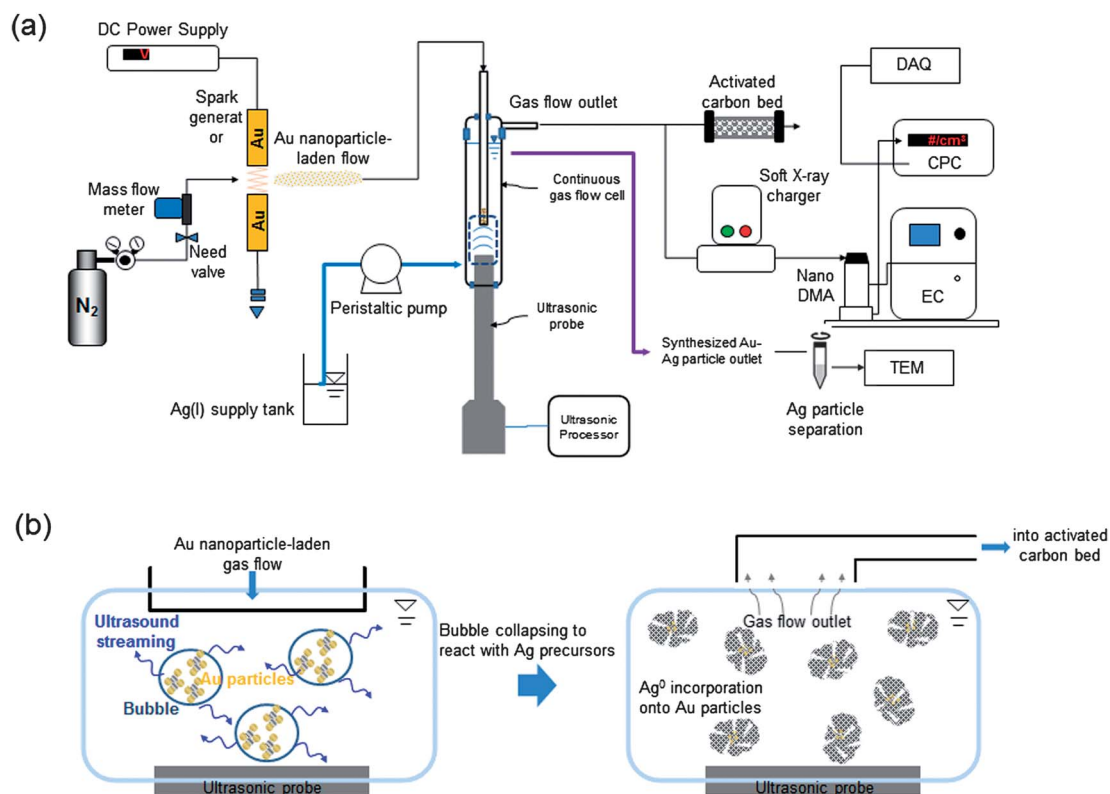 (a)
DC Power Supply
V
Spark
generat
or
Au
Au
Au nanoparticle-
laden flow
Mass flow
meter
Need
valve
N2
Peristaltic pump
Ag(I) supply tank
Gas flow outlet
Continuous
gas flow cell
Ultrasonic
probe
Ultrasonic
Processor
Activated
carbon bed
Soft X-ray
charger
DAQ
#/cm3
CPC
Nano
DMA
EC
Synthesized Au–
Ag particle outlet
TEM
Ag particle
separation
(b)
Au nanoparticle-laden
gas flow
Ultrasound
streaming
Au particles
Bubble
Ultrasonic probe
Bubble collapsing to
react with Ag precursors
into activated
carbon bed
Gas flow outlet
Ag0 incorporation
onto Au particles
Ultrasonic probe